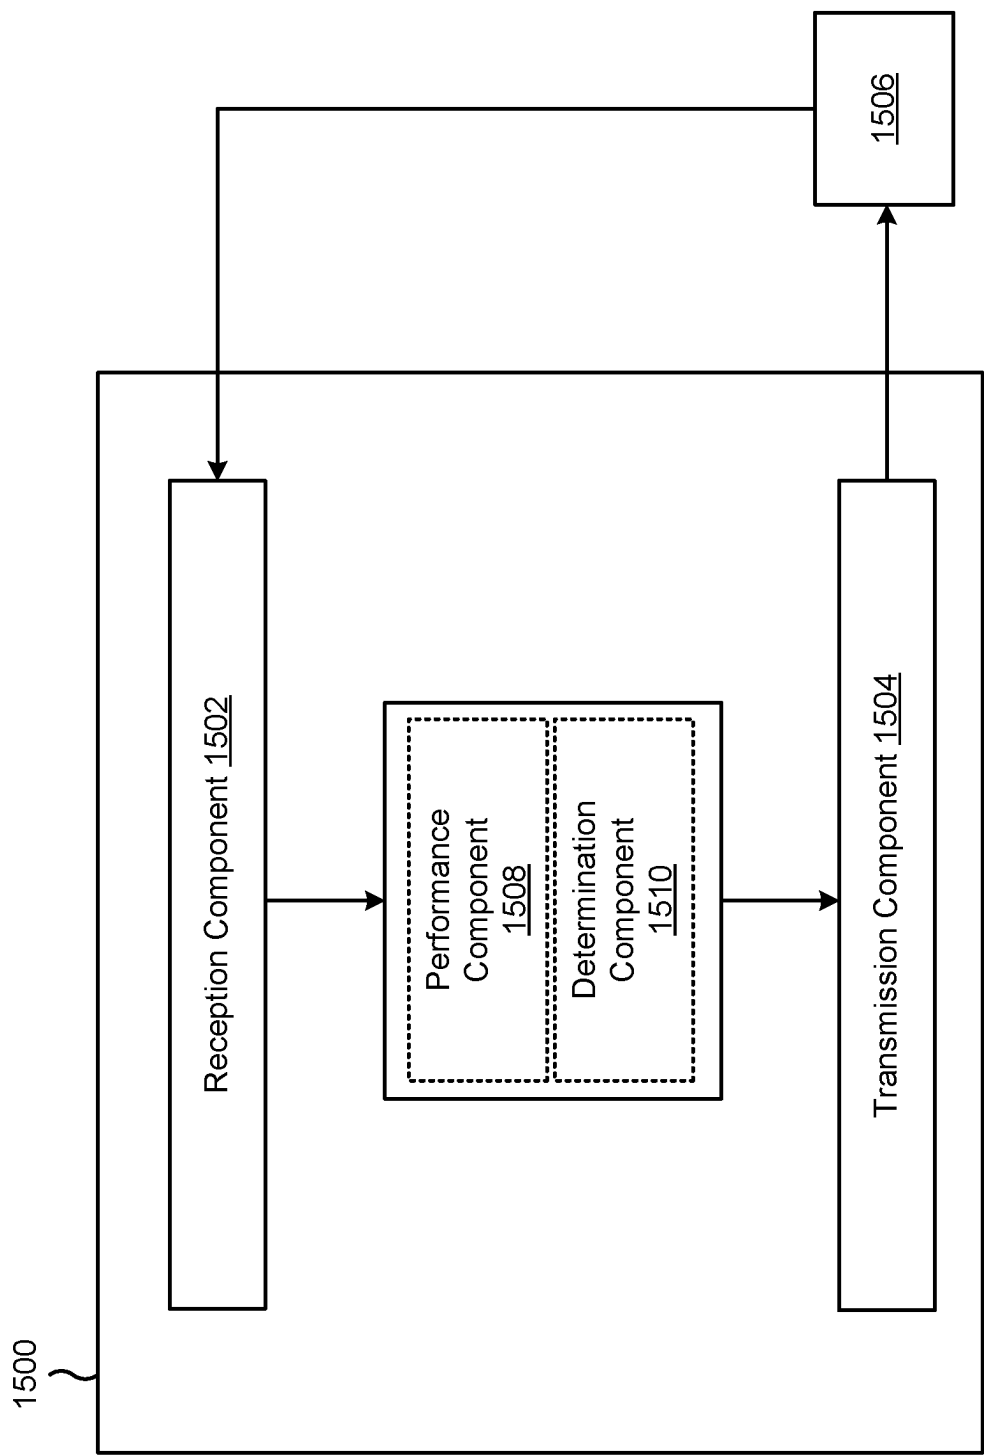 1500
Reception Component 1502
Performance
Component
1508
Determination
Component
1510
Transmission Component 1504
1506